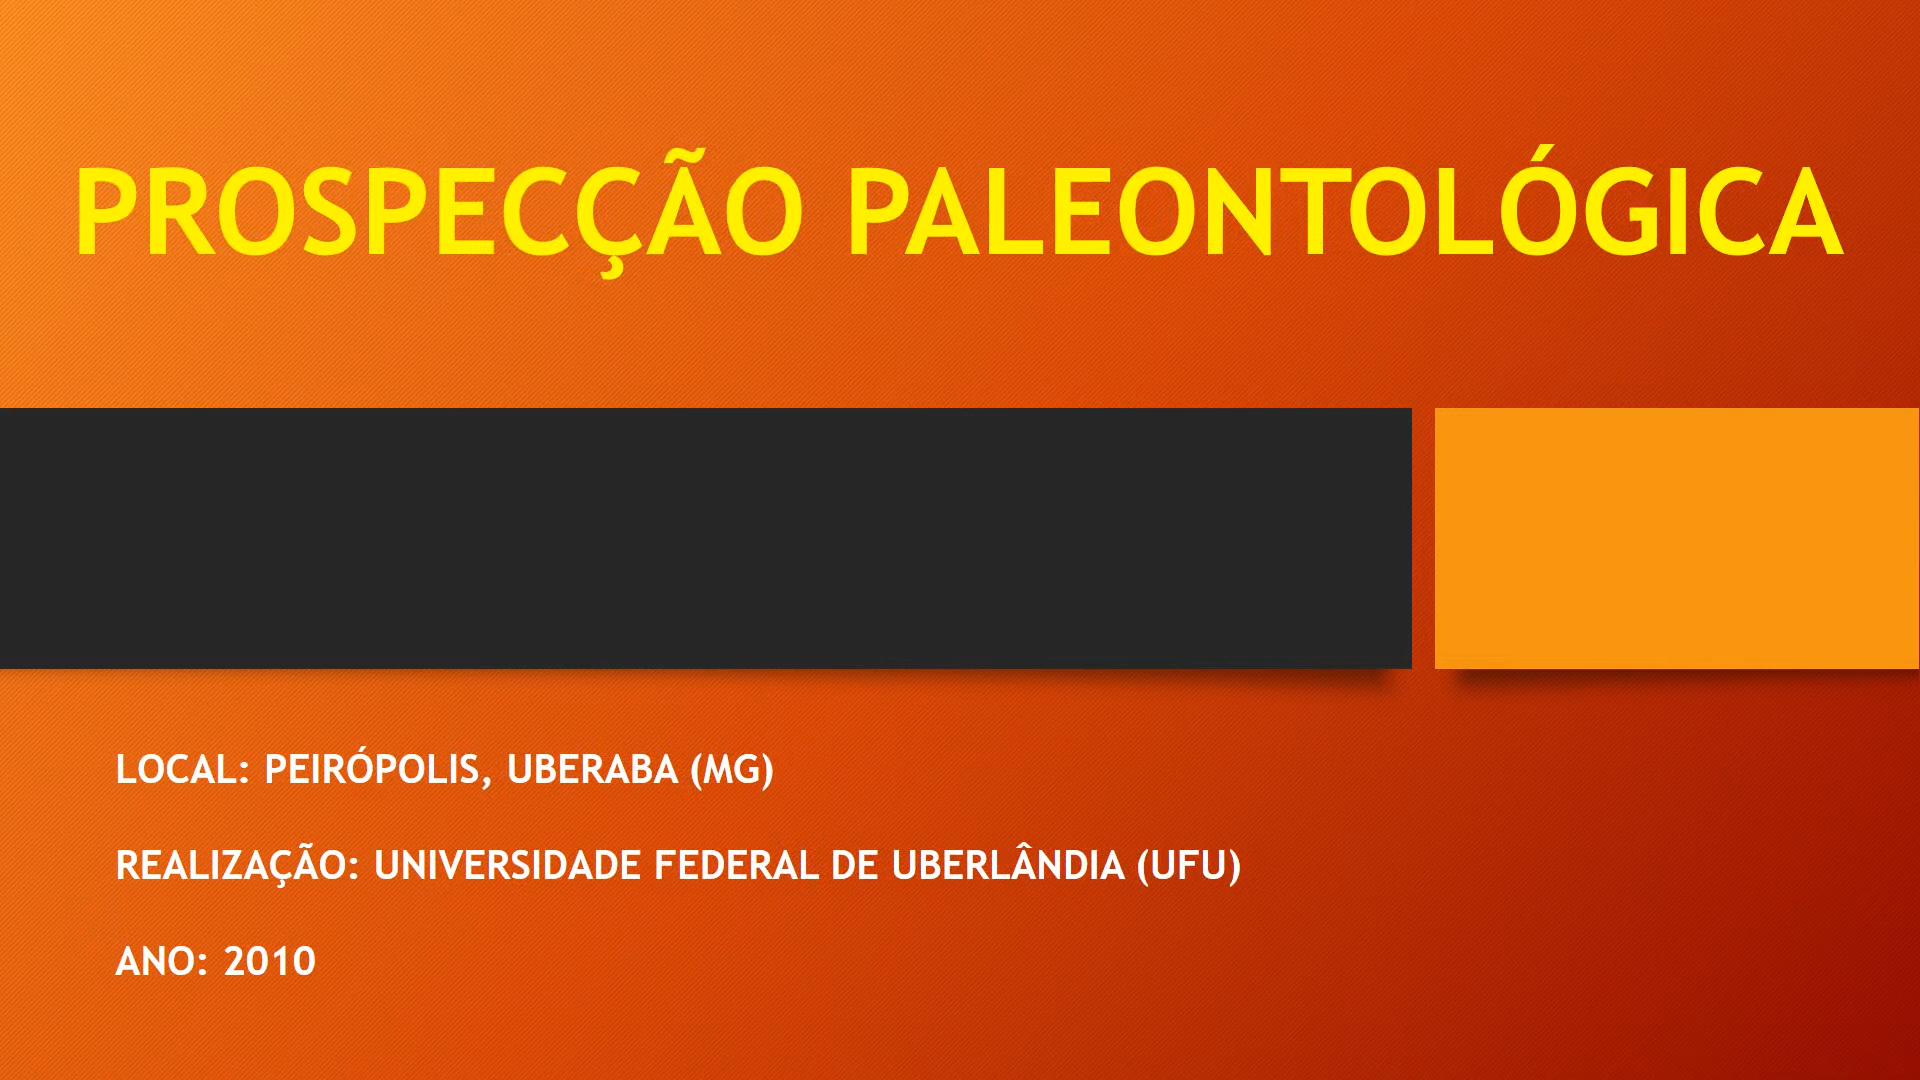 PROSPECÇÃO PALEONTOLÓGICA
LOCAL: PEIRÓPOLIS, UBERABA (MG)
REALIZAÇÃO: UNIVERSIDADE FEDERAL DE UBERLÂNDIA (UFU)
ANO: 2010